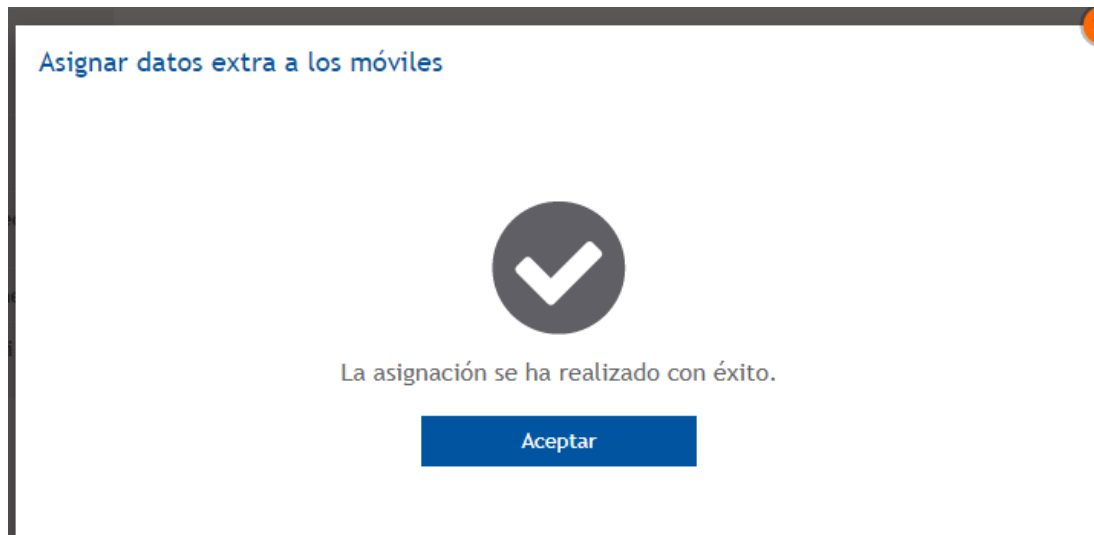 Asignar datos extra a los móviles
La asignación se ha realizado con éxito.
Aceptar